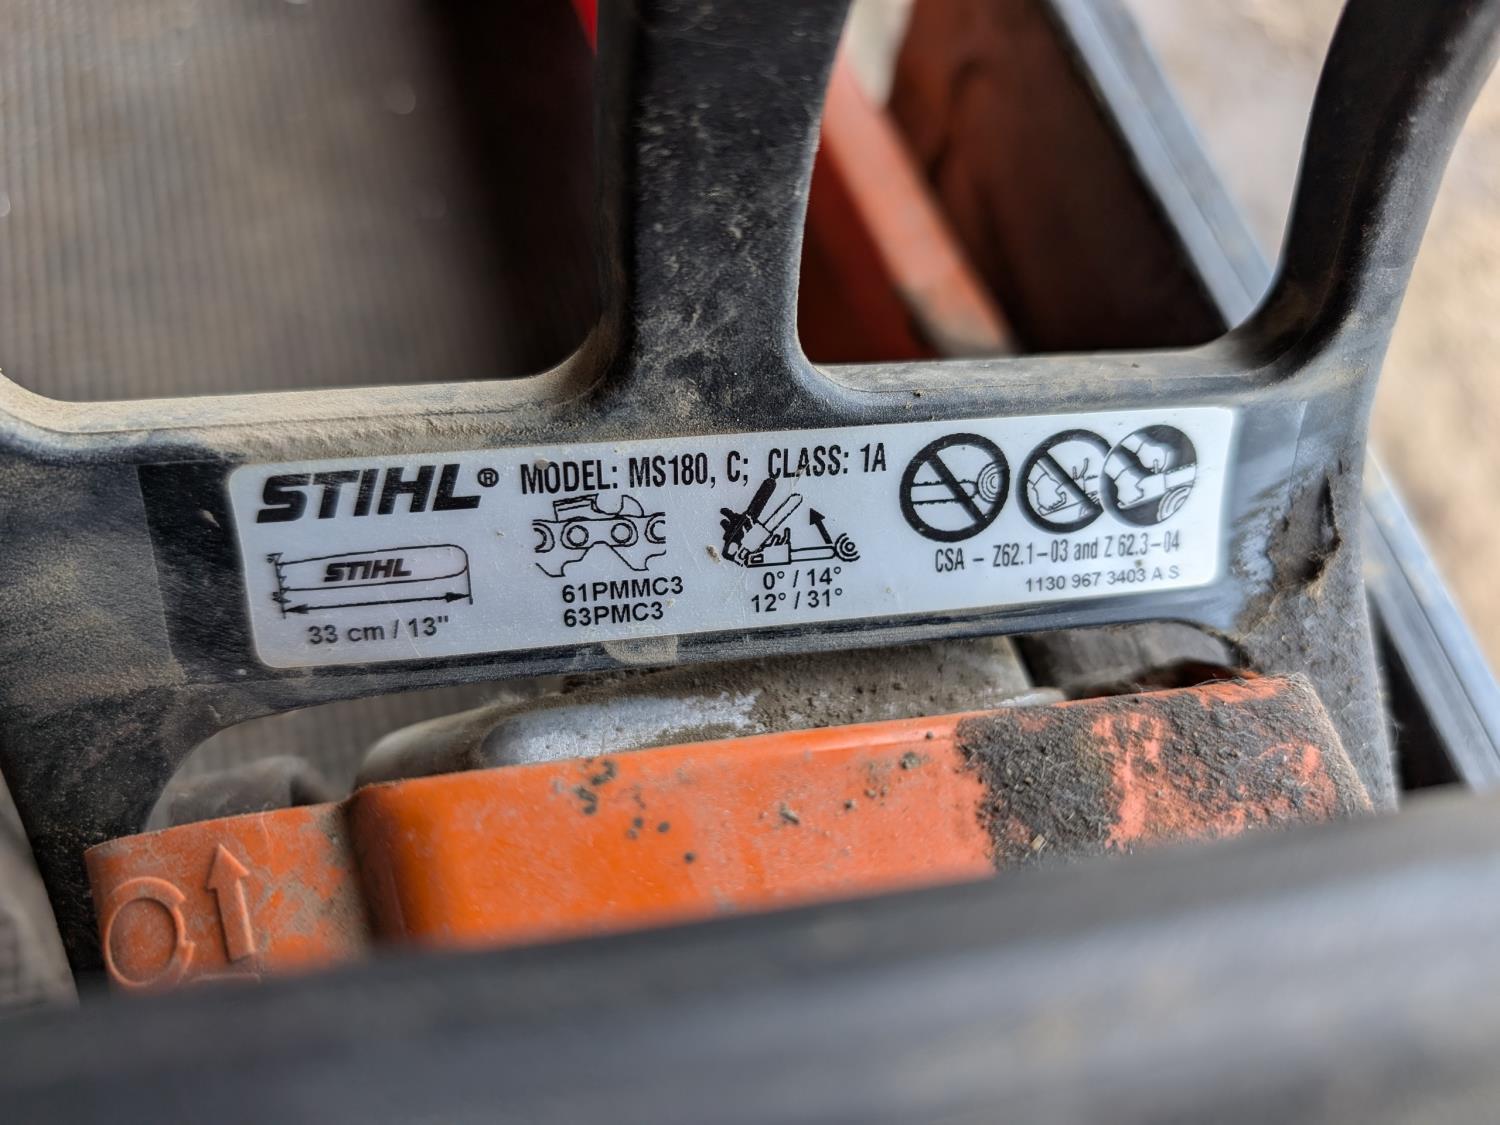 STIHL® MODEL: MS180, C; CLASS: 1A
STIHL
33 cm / 13"
61PMMC3
63PMC3
0° / 14°
12° / 31°
CSA - Z62.1-03 and Z 62.3-04
1130 967 3403 A S